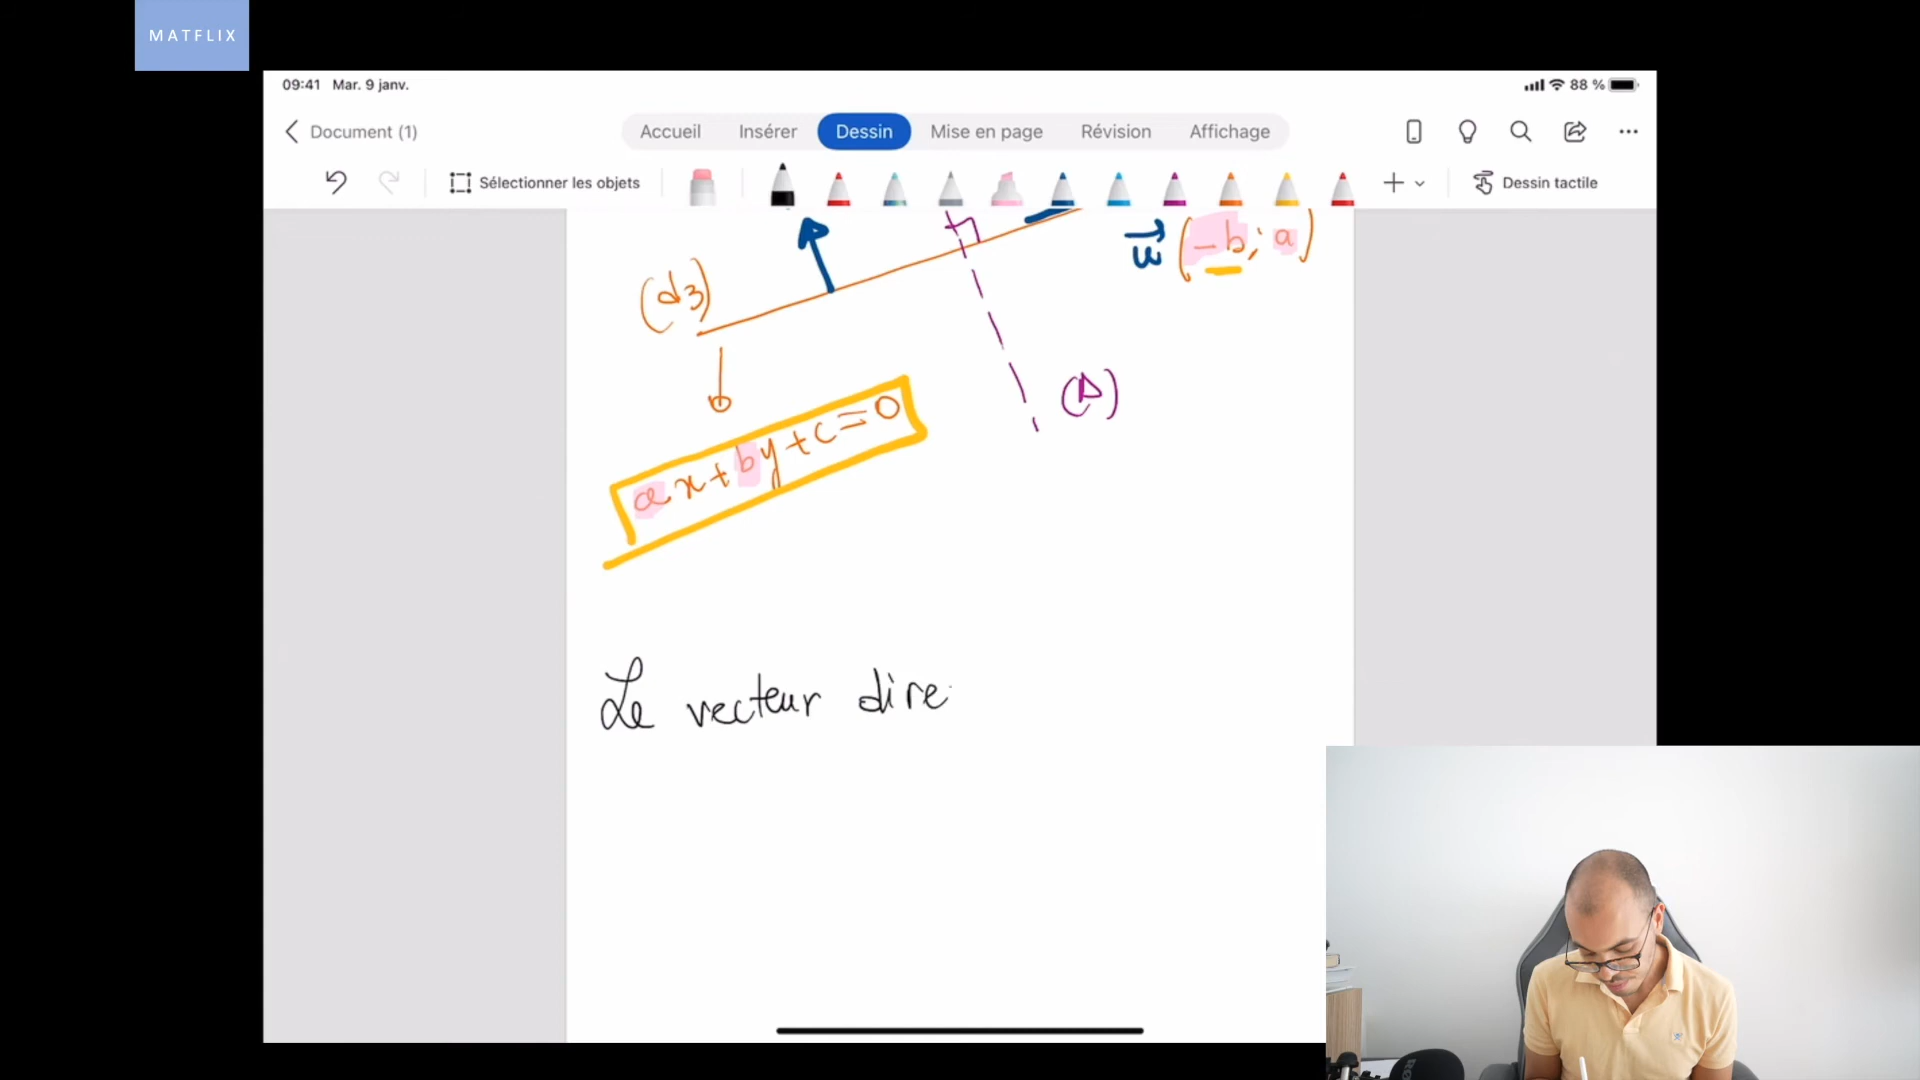 MATFLIX
09:41 Mar. 9 janv.
88 %
Document (1)
Accueil Insérer Dessin Mise en page Révision Affichage
Sélectionner les objets
Dessin tactile
(-b; a)
(d3)
(Δ)
ax+by+c=0
Le vecteur dire